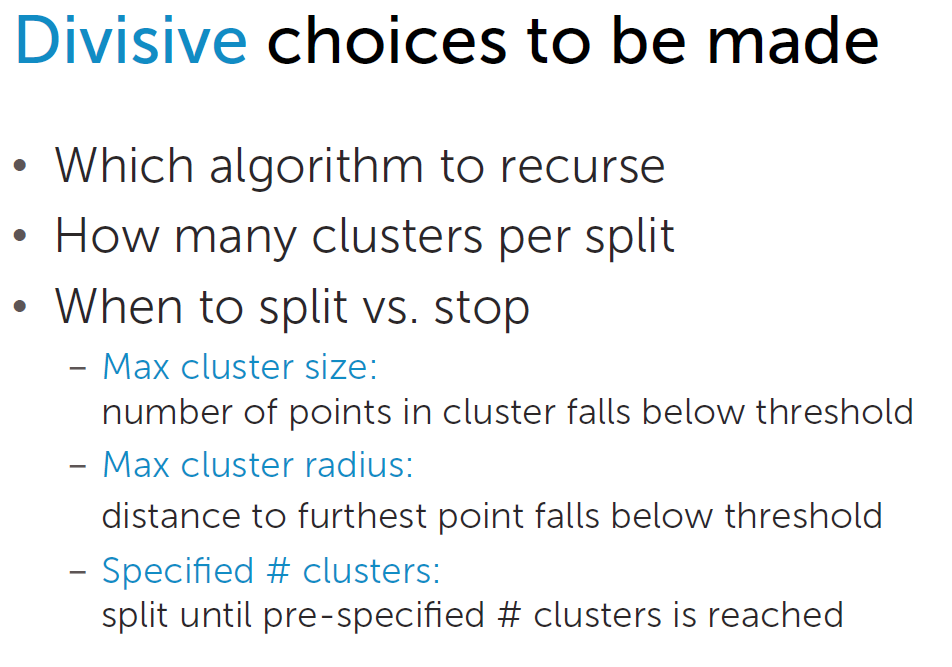 Divisive choices to be made
• Which algorithm to recurse
• How many clusters per split
• When to split vs. stop
– Max cluster size:
number of points in cluster falls below threshold
– Max cluster radius:
distance to furthest point falls below threshold
– Specified # clusters:
split until pre-specified # clusters is reached